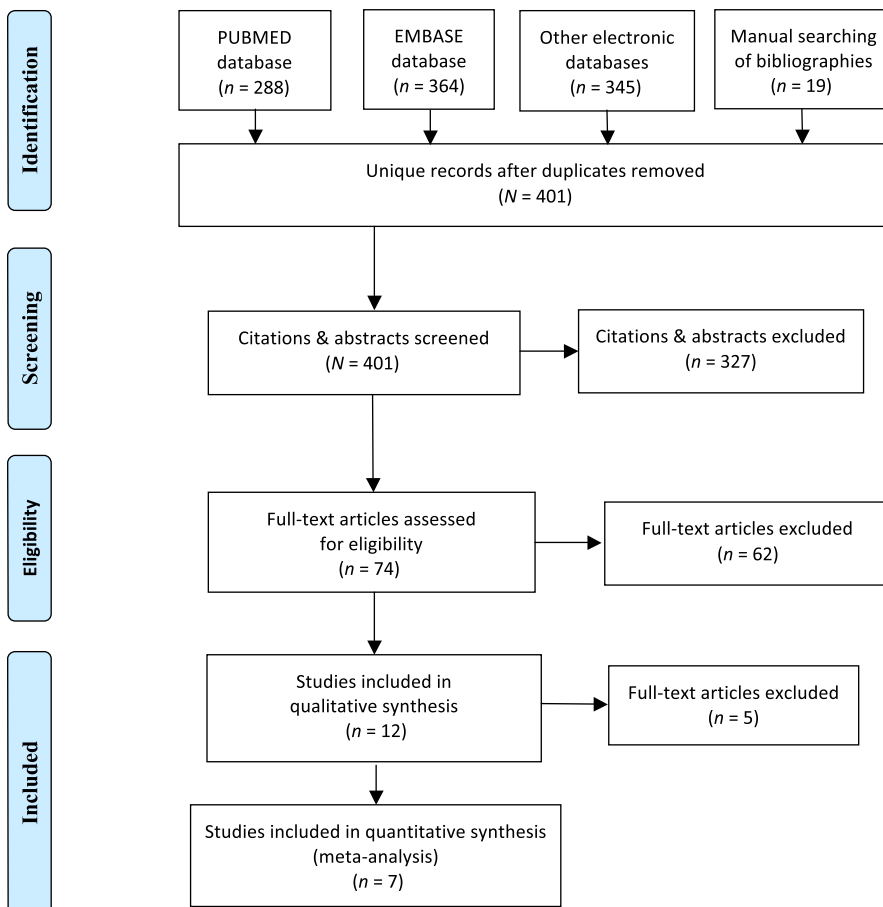 Identification
PUBMED
database
(n = 288)
EMBASE
database
(n = 364)
Other electronic
databases
(n = 345)
Manual searching
of bibliographies
(n = 19)
Unique records after duplicates removed
(N = 401)
Screening
Citations & abstracts screened
(N = 401)
Citations & abstracts excluded
(n = 327)
Eligibility
Full-text articles assessed
for eligibility
(n = 74)
Full-text articles excluded
(n = 62)
Included
Studies included in
qualitative synthesis
(n = 12)
Full-text articles excluded
(n = 5)
Studies included in quantitative synthesis
(meta-analysis)
(n = 7)